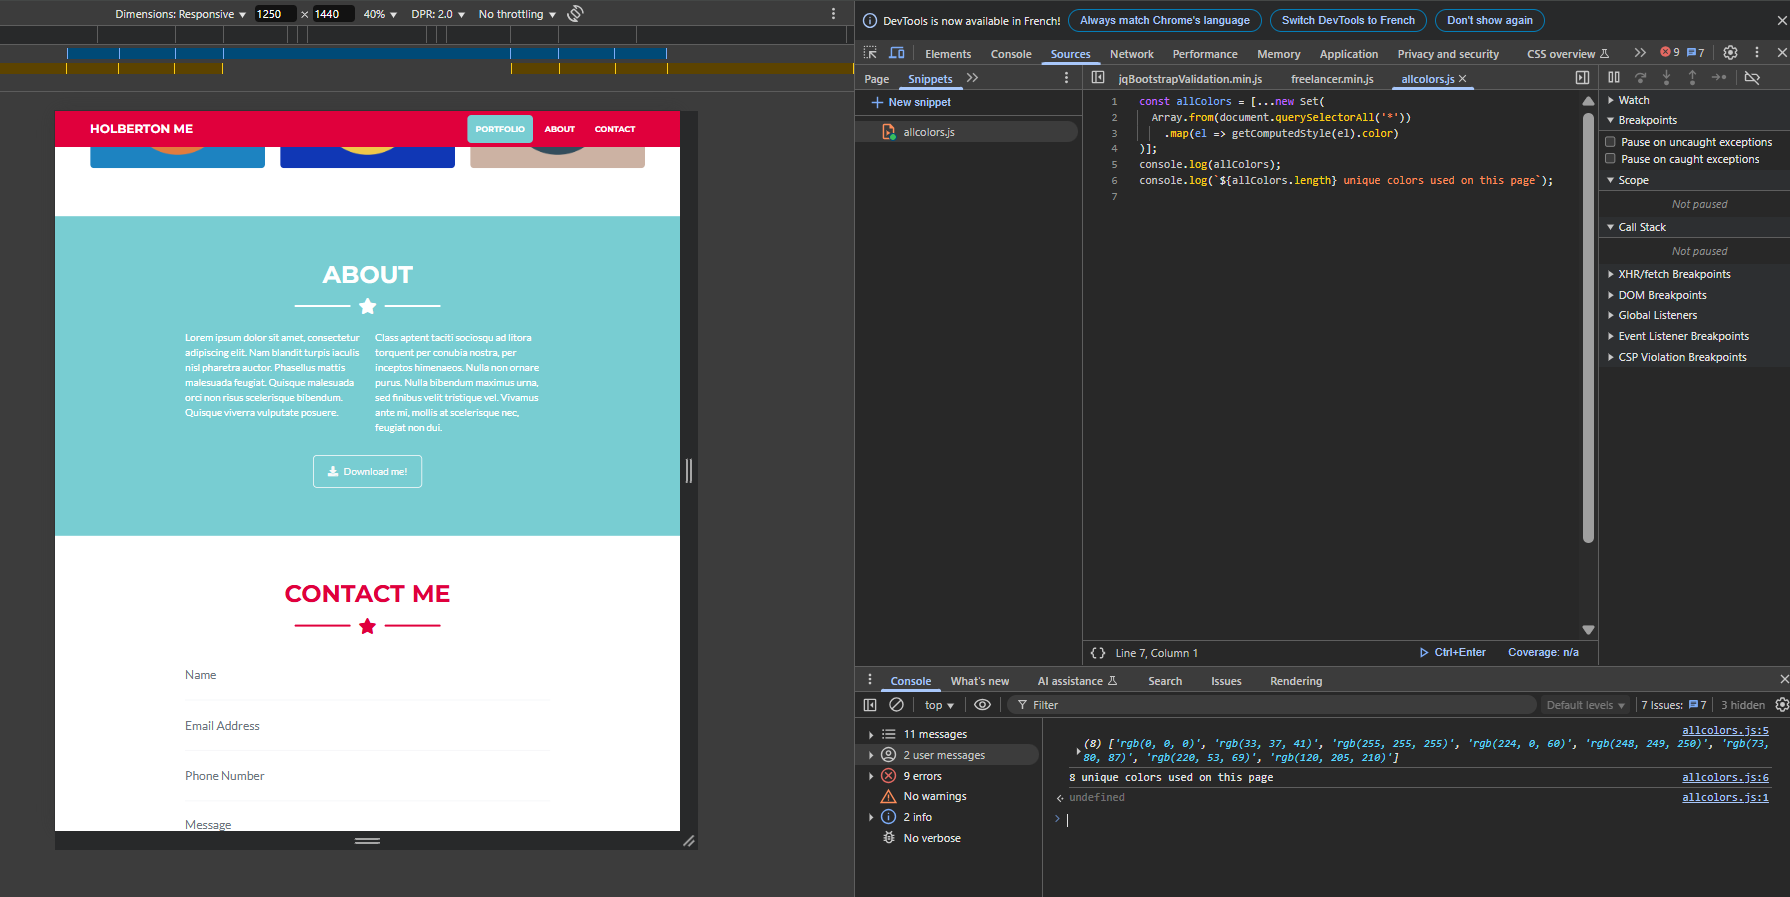 Dimensions: Responsive 1250 × 1440 40% DPR: 2.0 No throttling
HOLBERTON ME PORTFOLIO ABOUT CONTACT
ABOUT
Lorem ipsum dolor sit amet, consectetur
adipiscing elit. Nam blandit turpis iaculis
nisl pharetra auctor. Phasellus mattis
malesuada feugiat. Quisque malesuada
orci non risus scelerisque bibendum.
Quisque viverra vulputate posuere.
Class aptent taciti sociosqu ad litora
torquent per conubia nostra, per
inceptos himenaeos. Nulla non ornare
purus. Nulla bibendum maximus urna,
sed finibus velit tristique vel. Vivamus
ante mi, mollis at scelerisque nec,
feugiat non dui.
Download me!
CONTACT ME
Name
Email Address
Phone Number
Message
DevTools is now available in French! Always match Chrome's language Switch DevTools to French Don't show again
Elements Console Sources Network Performance Memory Application Privacy and security CSS overview 9 7
Page Snippets
New snippet
allcolors.js
jqBootstrapValidation.min.js freelancer.min.js allcolors.js
1 const allColors = [...new Set(
2 Array.from(document.querySelectorAll('*'))
3 .map(el => getComputedStyle(el).color)
4 )];
5 console.log(allColors);
6 console.log(`${allColors.length} unique colors used on this page`);
7
{} Line 7, Column 1 Ctrl+Enter Coverage: n/a
Watch
Breakpoints
Pause on uncaught exceptions
Pause on caught exceptions
Scope
Not paused
Call Stack
Not paused
XHR/fetch Breakpoints
DOM Breakpoints
Global Listeners
Event Listener Breakpoints
CSP Violation Breakpoints
Console What's new AI assistance Search Issues Rendering
top Filter Default levels 7 Issues: 7 3 hidden
11 messages
2 user messages
9 errors
No warnings
2 info
No verbose
allcolors.js:5
(8) ['rgb(0, 0, 0)', 'rgb(33, 37, 41)', 'rgb(255, 255, 255)', 'rgb(224, 0, 60)', 'rgb(248, 249, 250)', 'rgb(73,
80, 87)', 'rgb(220, 53, 69)', 'rgb(120, 205, 210)']
8 unique colors used on this page allcolors.js:6
undefined allcolors.js:1